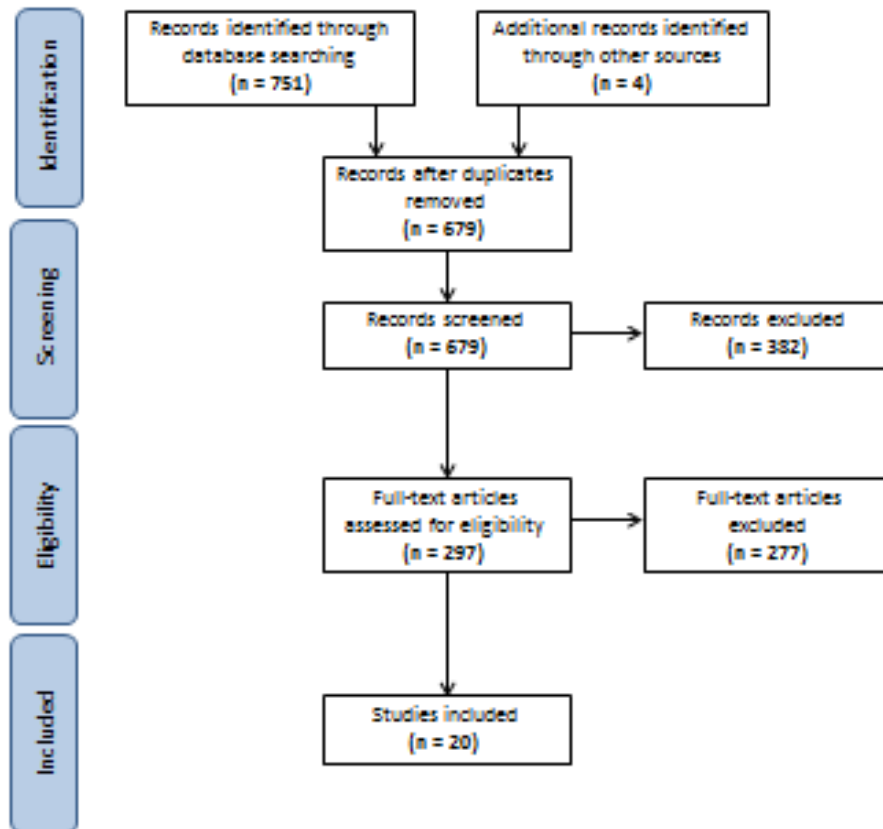 Identification
Records identified through
database searching
(n = 751)
Additional records identified
through other sources
(n = 4)
Records after duplicates
removed
(n = 679)
Screening
Records screened
(n = 679)
Records excluded
(n = 382)
Eligibility
Full-text articles
assessed for eligibility
(n = 297)
Full-text articles
excluded
(n = 277)
Included
Studies included
(n = 20)